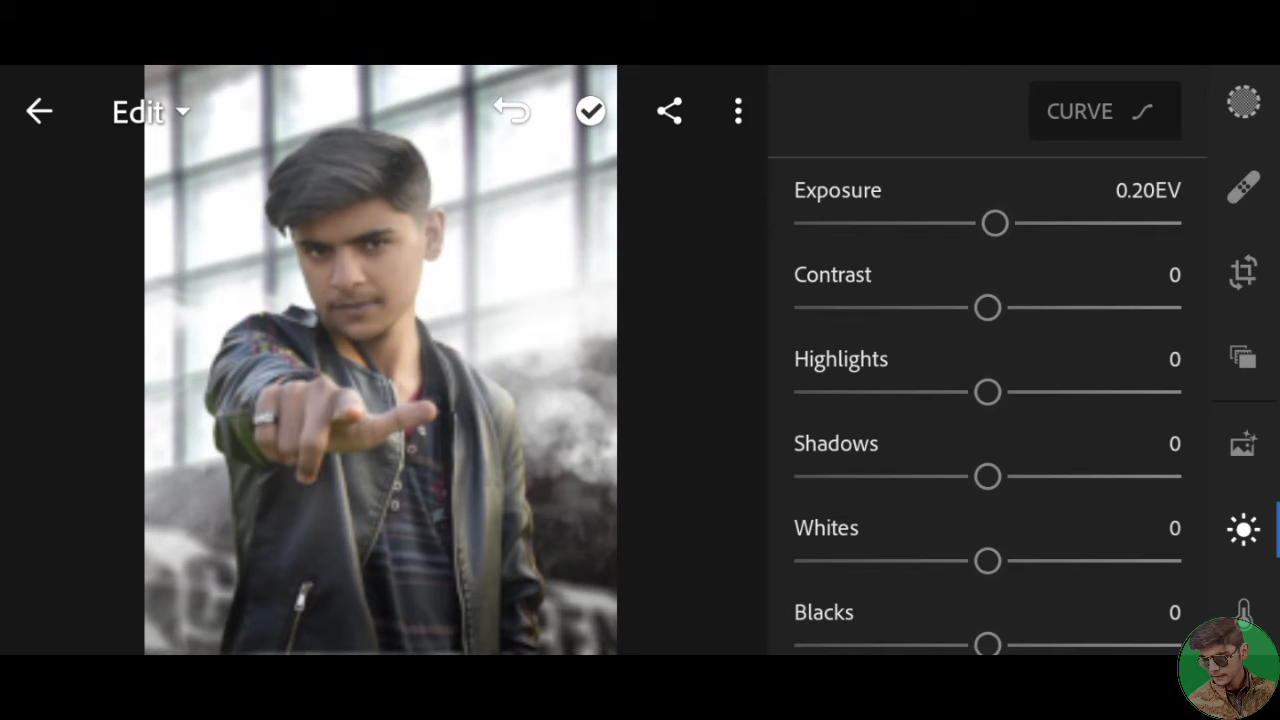 Edit
CURVE
Exposure 0.20EV
Contrast 0
Highlights 0
Shadows 0
Whites 0
Blacks 0